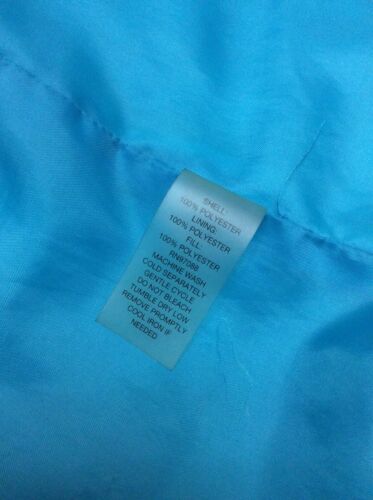 SHELL:
100% POLYESTER
LINING:
100% POLYESTER
FILL:
100% POLYESTER
RN97088
MACHINE WASH
COLD SEPARATELY
GENTLE CYCLE
DO NOT BLEACH
TUMBLE DRY LOW
REMOVE PROMPTLY
COOL IRON IF
NEEDED